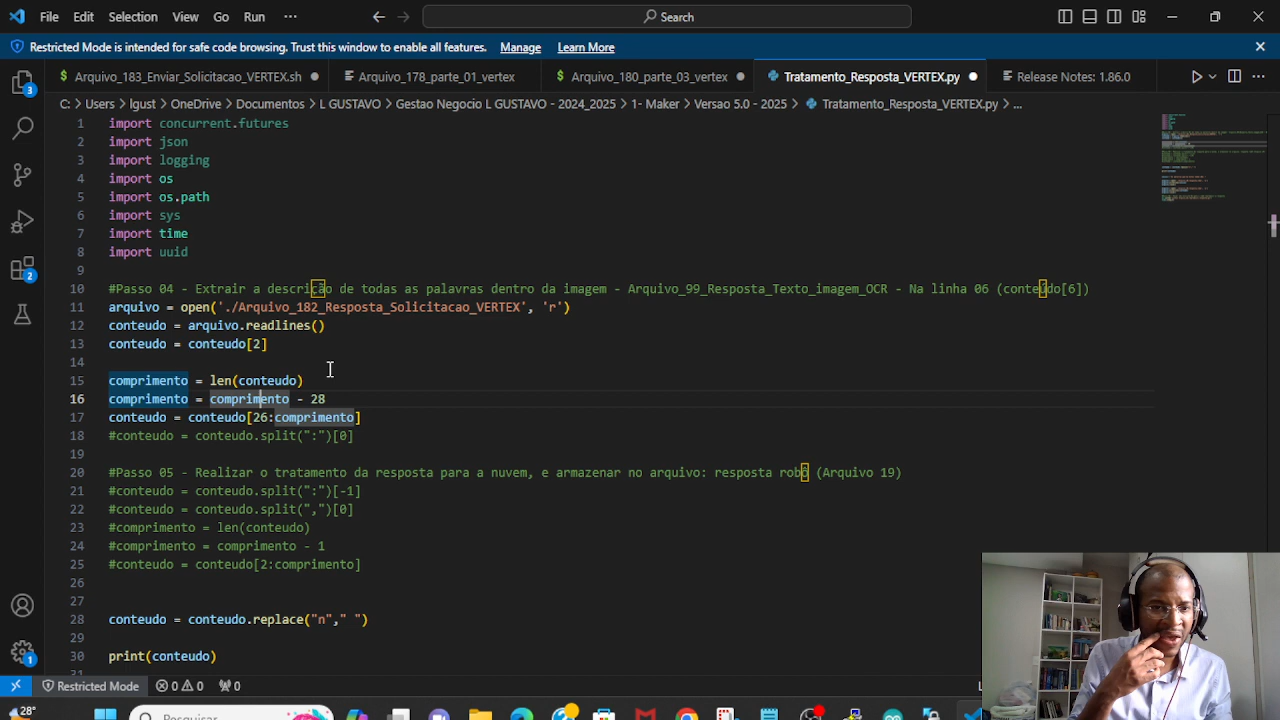 File Edit Selection View Go Run ··· Search
Restricted Mode is intended for safe code browsing. Trust this window to enable all features. Manage Learn More
Arquivo_183_Enviar_Solicitacao_VERTEX.sh Arquivo_178_parte_01_vertex Arquivo_180_parte_03_vertex Tratamento_Resposta_VERTEX.py Release Notes: 1.86.0
C: > Users > lgust > OneDrive > Documentos > L GUSTAVO > Gestao Negocio L GUSTAVO - 2024_2025 > 1- Maker > Versao 5.0 - 2025 > Tratamento_Resposta_VERTEX.py > ...
1 import concurrent.futures
2 import json
3 import logging
4 import os
5 import os.path
6 import sys
7 import time
8 import uuid
9
10 #Passo 04 - Extrair a descrição de todas as palavras dentro da imagem - Arquivo_99_Resposta_Texto_imagem_OCR - Na linha 06 (conteúdo[6])
11 arquivo = open('./Arquivo_182_Resposta_Solicitacao_VERTEX', 'r')
12 conteudo = arquivo.readlines()
13 conteudo = conteudo[2]
14
15 comprimento = len(conteudo)
16 comprimento = comprimento - 28
17 conteudo = conteudo[26:comprimento]
18 #conteudo = conteudo.split(":")[0]
19
20 #Passo 05 - Realizar o tratamento da resposta para a nuvem, e armazenar no arquivo: resposta robô (Arquivo 19)
21 #conteudo = conteudo.split(":")[-1]
22 #conteudo = conteudo.split(",")[0]
23 #comprimento = len(conteudo)
24 #comprimento = comprimento - 1
25 #conteudo = conteudo[2:comprimento]
26
27
28 conteudo = conteudo.replace("n"," ")
29
30 print(conteudo)
31
3
2
1
Restricted Mode 0 0 0
28° Pesquisar